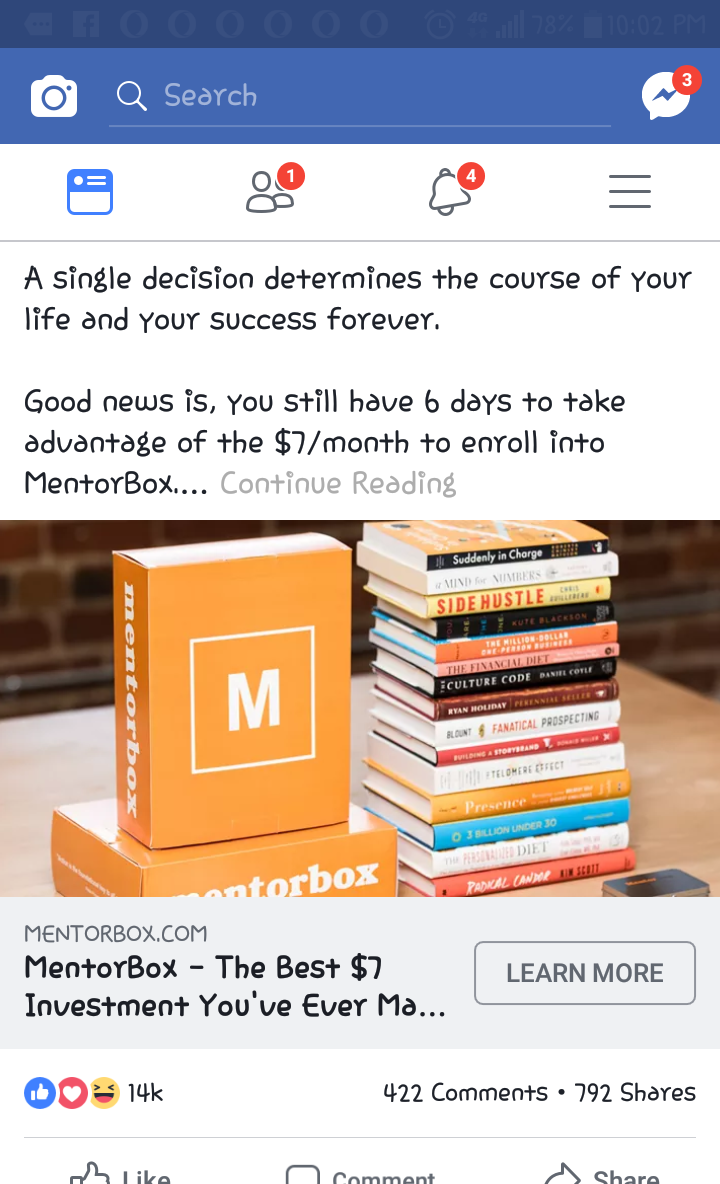 4G 78% 10:02 PM
Search
3
1
4
A single decision determines the course of your
life and your success forever.
Good news is, you still have 6 days to take
advantage of the $7/month to enroll into
MentorBox.... Continue Reading
mentorbox
M
mentorbox
Suddenly in Charge
a MIND for NUMBERS
SIDE HUSTLE CHRIS GUILLEBEAU
KUTE BLACKSON
THE MILLION-DOLLAR
ONE-PERSON BUSINESS
THE FINANCIAL DIET
THE CULTURE CODE DANIEL COYLE
RYAN HOLIDAY PERENNIAL SELLER
BLOUNT FANATICAL PROSPECTING
BUILDING A STORYBRAND DONALD MILLER
TELOMERE EFFECT
Presence
3 BILLION UNDER 30
THE PERSONALIZED DIET
RADICAL CANDOR KIM SCOTT
MENTORBOX.COM
MentorBox – The Best $7
Investment You've Ever Ma...
LEARN MORE
14k
422 Comments • 792 Shares
Like
Comment
Share